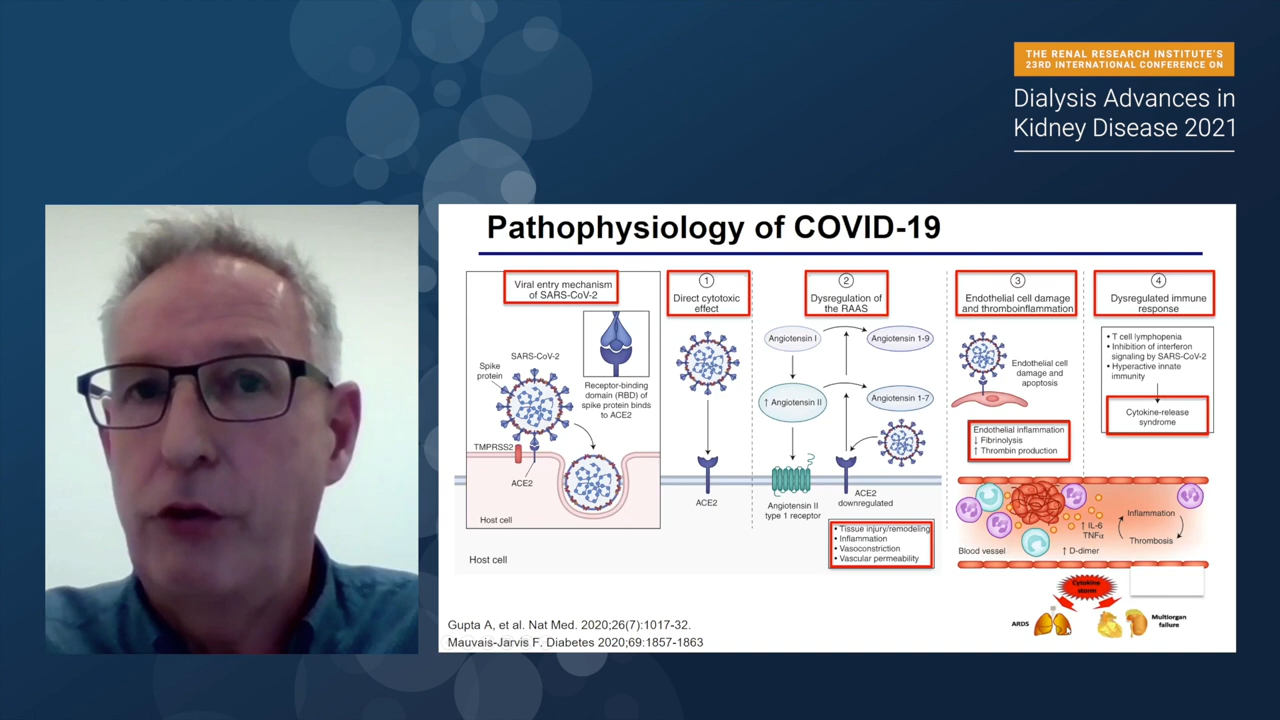 THE RENAL RESEARCH INSTITUTE'S
23RD INTERNATIONAL CONFERENCE ON
Dialysis Advances in
Kidney Disease 2021
Pathophysiology of COVID-19
Viral entry mechanism
of SARS-CoV-2
SARS-CoV-2
Spike
protein
Receptor-binding
domain (RBD) of
spike protein binds
to ACE2
TMPRSS2
ACE2
Host cell
Host cell
1
Direct cytotoxic
effect
ACE2
2
Dysregulation of
the RAAS
Angiotensin I
Angiotensin 1-9
↑ Angiotensin II
Angiotensin 1-7
Angiotensin II
type 1 receptor
ACE2
downregulated
• Tissue injury/remodeling
• Inflammation
• Vasoconstriction
• Vascular permeability
3
Endothelial cell damage
and thromboinflammation
Endothelial cell
damage and
apoptosis
Endothelial inflammation
↓ Fibrinolysis
↑ Thrombin production
4
Dysregulated immune
response
• T cell lymphopenia
• Inhibition of interferon
signaling by SARS-CoV-2
• Hyperactive innate
immunity
Cytokine-release
syndrome
↑ IL-6
TNFα
Inflammation
Thrombosis
Blood vessel
↑ D-dimer
Cytokine
storm
ARDS
Multiorgan
failure
Gupta A, et al. Nat Med. 2020;26(7):1017-32.
Mauvais-Jarvis F. Diabetes 2020;69:1857-1863